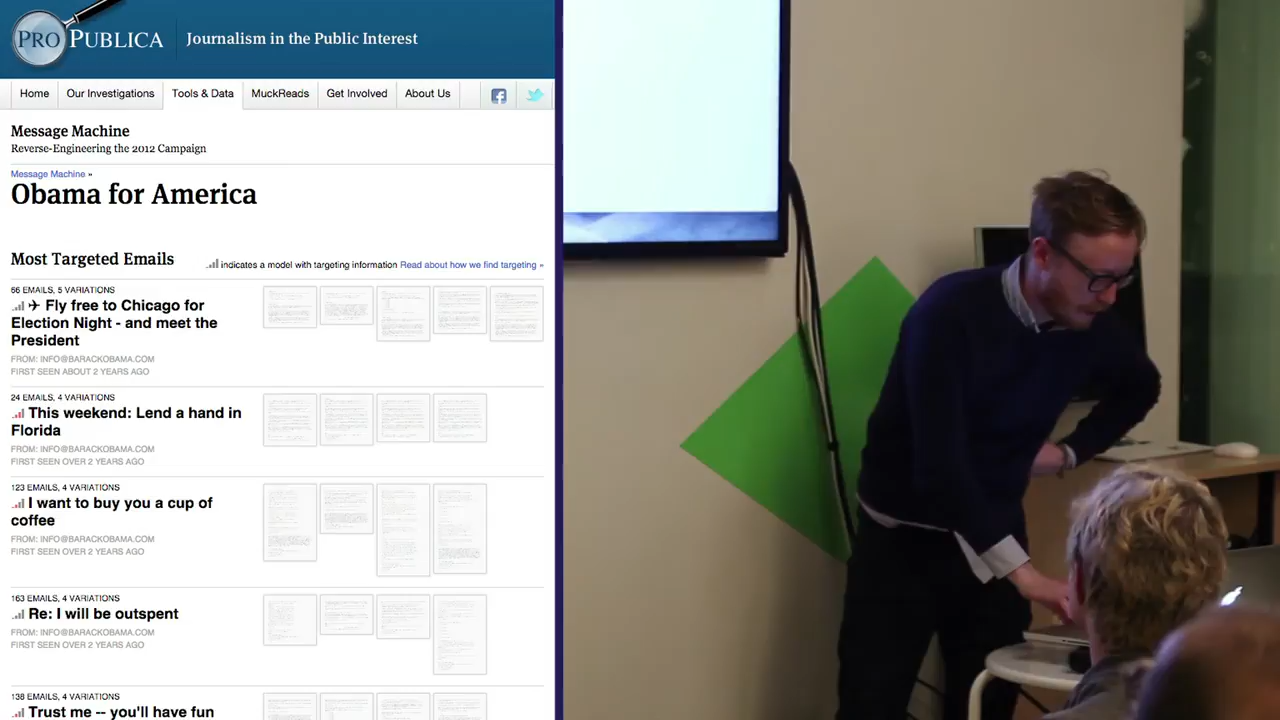 PROPUBLICA
Journalism in the Public Interest
Home Our Investigations Tools & Data MuckReads Get Involved About Us
Message Machine
Reverse-Engineering the 2012 Campaign
Message Machine »
Obama for America
Most Targeted Emails
indicates a model with targeting information Read about how we find targeting »
66 EMAILS, 5 VARIATIONS
Fly free to Chicago for
Election Night - and meet the
President
FROM: INFO@BARACKOBAMA.COM
FIRST SEEN ABOUT 2 YEARS AGO
24 EMAILS, 4 VARIATIONS
This weekend: Lend a hand in
Florida
FROM: INFO@BARACKOBAMA.COM
FIRST SEEN OVER 2 YEARS AGO
123 EMAILS, 4 VARIATIONS
I want to buy you a cup of
coffee
FROM: INFO@BARACKOBAMA.COM
FIRST SEEN OVER 2 YEARS AGO
163 EMAILS, 4 VARIATIONS
Re: I will be outspent
FROM: INFO@BARACKOBAMA.COM
FIRST SEEN OVER 2 YEARS AGO
138 EMAILS, 4 VARIATIONS
Trust me -- you'll have fun